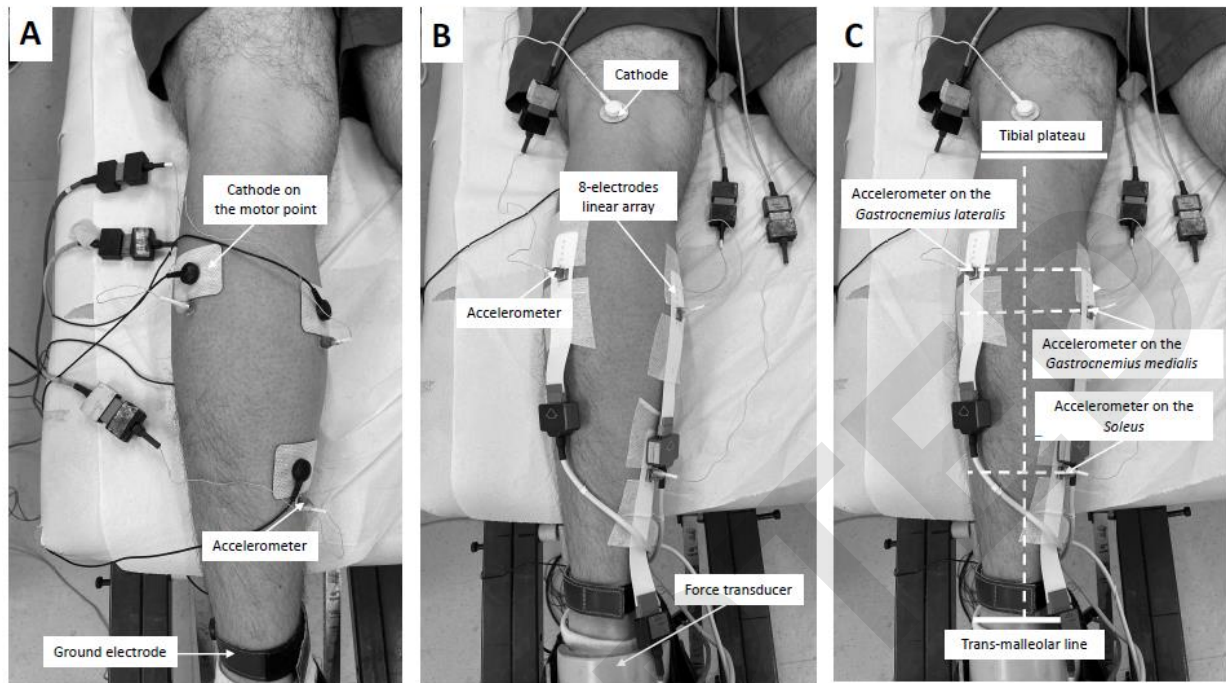 A
Cathode on
the motor point
Accelerometer
Ground electrode
B
Cathode
8-electrodes
linear array
Accelerometer
Force transducer
C
Tibial plateau
Accelerometer on the
Gastrocnemius lateralis
Accelerometer on the
Gastrocnemius medialis
Accelerometer on the
Soleus
Trans-malleolar line